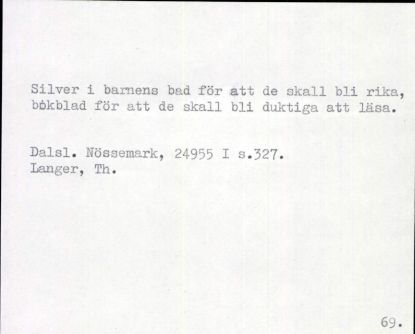 Silver i barnens bad för att de skall bli rika,
bokblad för att de skall bli duktiga att läsa.
Dalsl. Nössemark, 24955 I s.327.
Langer, Th.
69.